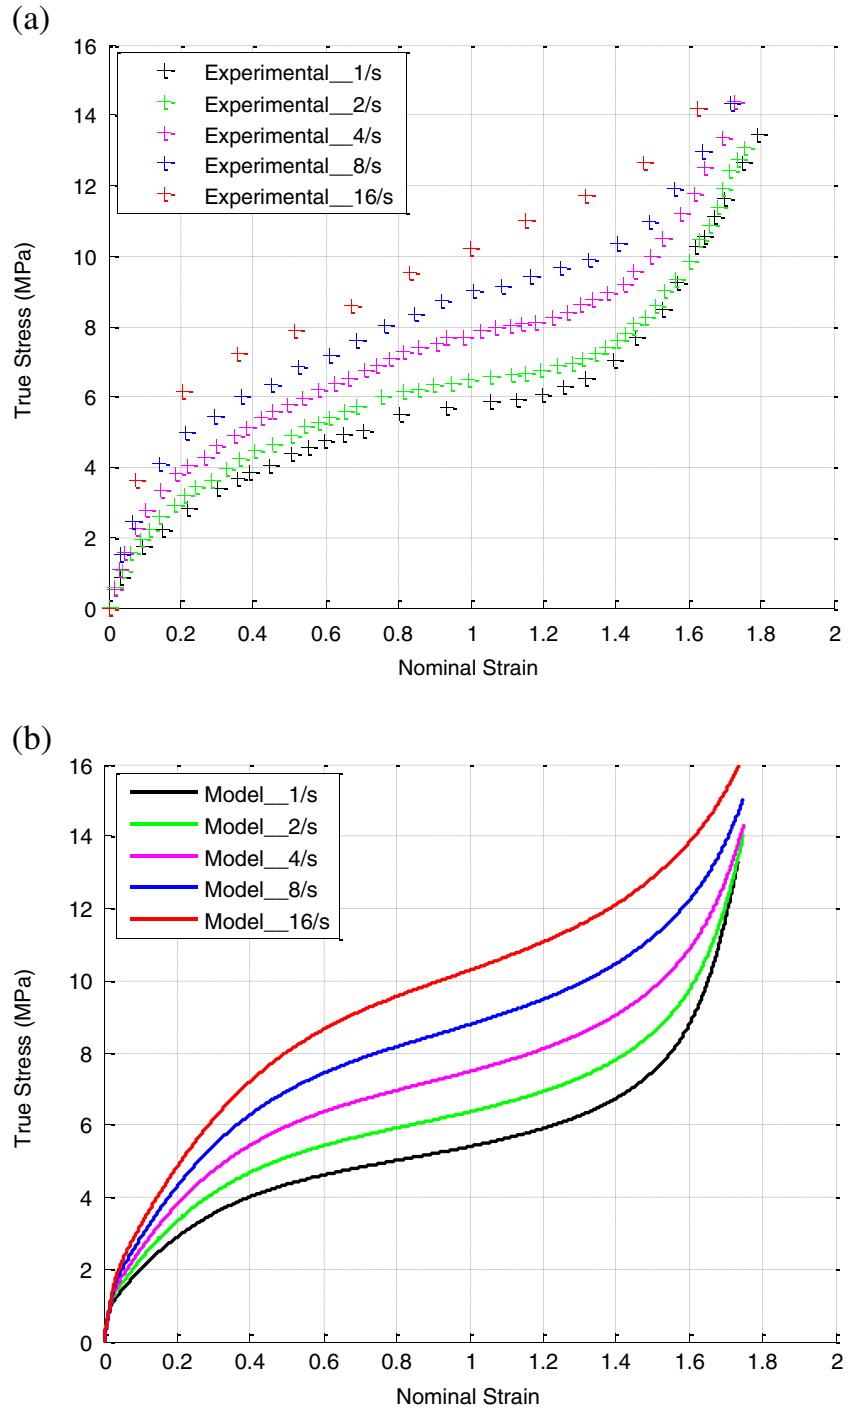 (a)
16
14
12
10
8
6
4
2
0
True Stress (MPa)
Experimental__1/s
Experimental__2/s
Experimental__4/s
Experimental__8/s
Experimental__16/s
0 0.2 0.4 0.6 0.8 1 1.2 1.4 1.6 1.8 2
Nominal Strain
(b)
16
14
12
10
8
6
4
2
0
True Stress (MPa)
Model__1/s
Model__2/s
Model__4/s
Model__8/s
Model__16/s
0 0.2 0.4 0.6 0.8 1 1.2 1.4 1.6 1.8 2
Nominal Strain